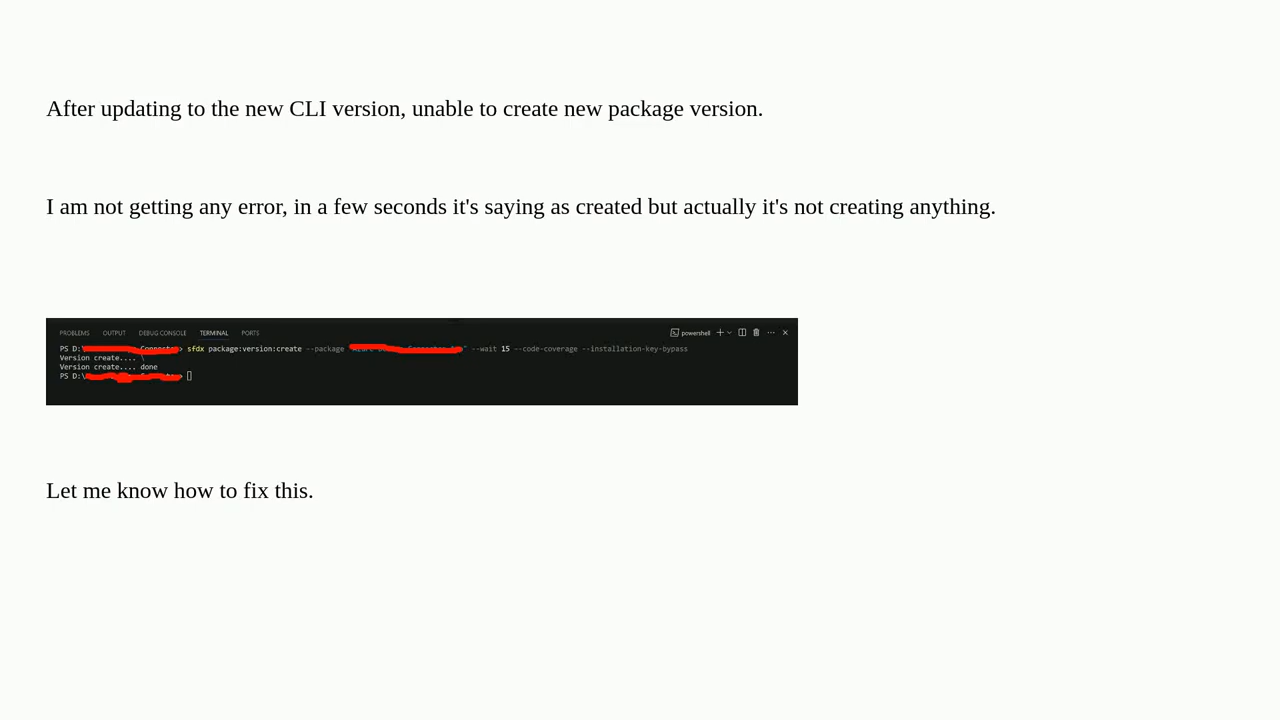 After updating to the new CLI version, unable to create new package version.
I am not getting any error, in a few seconds it's saying as created but actually it's not creating anything.
PROBLEMS OUTPUT DEBUG CONSOLE TERMINAL PORTS powershell
PS D:\ > sfdx package:version:create --package " " --wait 15 --code-coverage --installation-key-bypass
Version create.... \
Version create.... done
PS D:\ >
Let me know how to fix this.